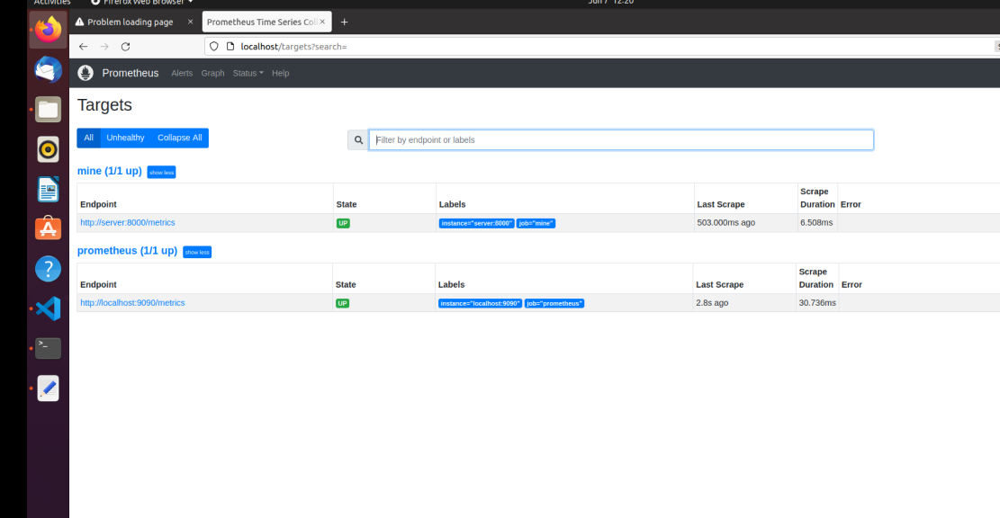 Activities Firefox Web Browser Jun 7 12:20
Problem loading page × Prometheus Time Series Col × +
localhost/targets?search=
Prometheus Alerts Graph Status Help
Targets
All Unhealthy Collapse All Filter by endpoint or labels
mine (1/1 up) show less
Endpoint State Labels Last Scrape Scrape Duration Error
http://server:8000/metrics UP instance="server:8000" job="mine" 503.000ms ago 6.508ms
prometheus (1/1 up) show less
Endpoint State Labels Last Scrape Scrape Duration Error
http://localhost:9090/metrics UP instance="localhost:9090" job="prometheus" 2.8s ago 30.736ms